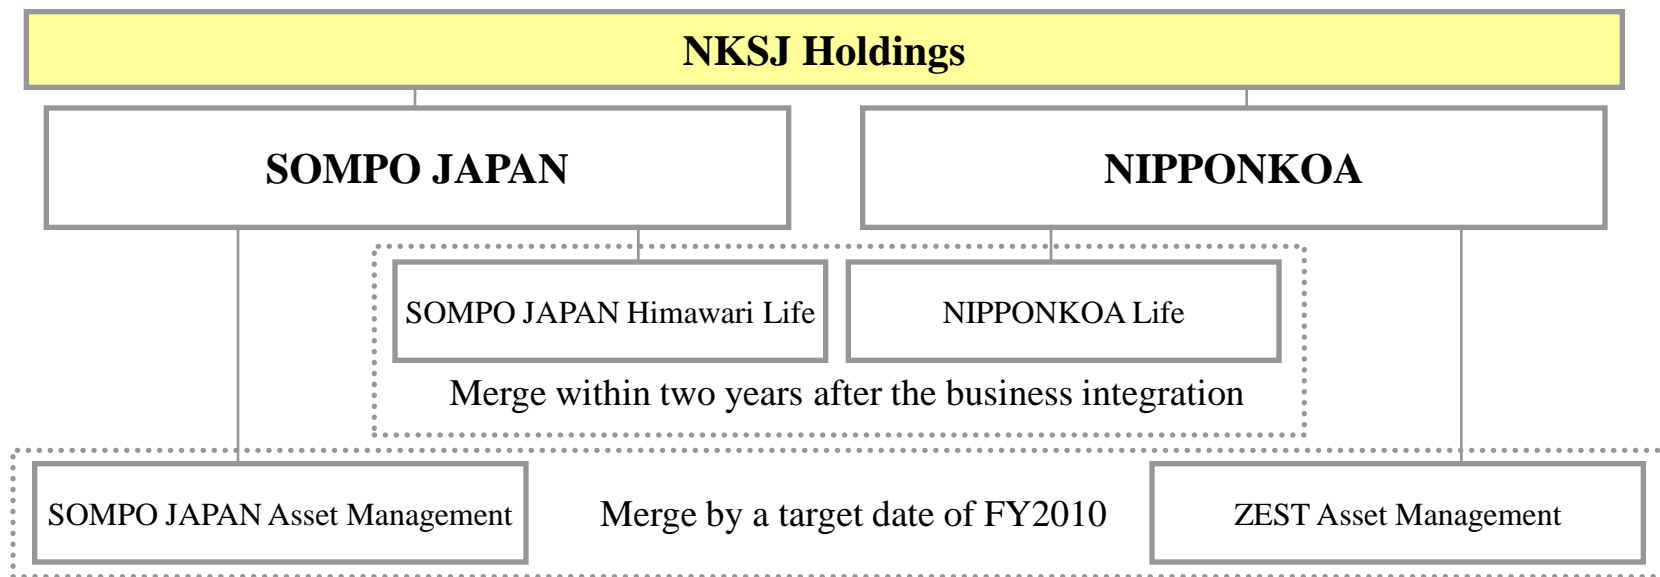 NKSJ Holdings
SOMPO JAPAN
NIPPONKOA
SOMPO JAPAN Himawari Life
NIPPONKOA Life
Merge within two years after the business integration
SOMPO JAPAN Asset Management
Merge by a target date of FY2010
ZEST Asset Management